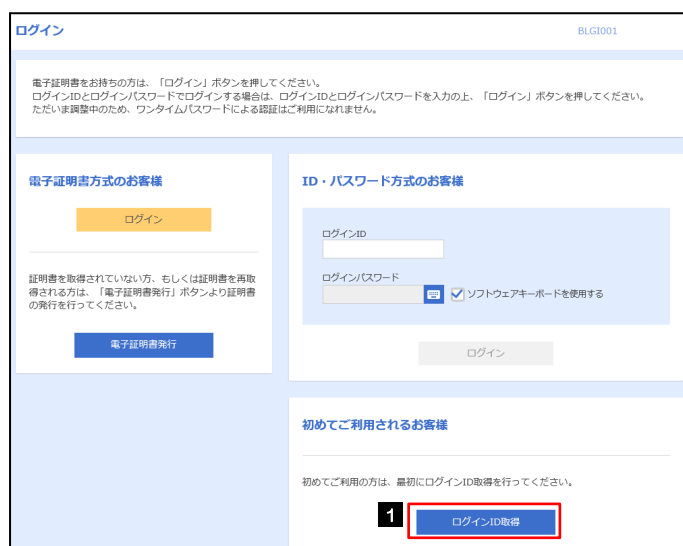 ログイン
BLGI001
電子証明書をお持ちの方は、「ログイン」ボタンを押してください。
ログインIDとログインパスワードでログインする場合は、ログインIDとログインパスワードを入力の上、「ログイン」ボタンを押してください。
ただいま調整中のため、ワンタイムパスワードによる認証はご利用になれません。
電子証明書方式のお客様
ログイン
証明書を取得されていない方、もしくは証明書を再取
得される方は、「電子証明書発行」ボタンより証明書
の発行を行ってください。
電子証明書発行
ID・パスワード方式のお客様
ログインID
ログインパスワード
ソフトウェアキーボードを使用する
ログイン
初めてご利用されるお客様
初めてご利用の方は、最初にログインID取得を行ってください。
1
ログインID取得